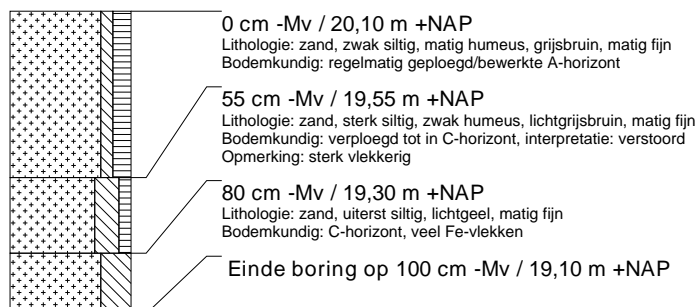 0 cm -Mv / 20,10 m +NAP
Lithologie: zand, zwak siltig, matig humeus, grijsbruin, matig fijn
Bodemkundig: regelmatig geploegd/bewerkte A-horizont
55 cm -Mv / 19,55 m +NAP
Lithologie: zand, sterk siltig, zwak humeus, lichtgrijsbruin, matig fijn
Bodemkundig: verploegd tot in C-horizont, interpretatie: verstoord
Opmerking: sterk vlekkerig
80 cm -Mv / 19,30 m +NAP
Lithologie: zand, uiterst siltig, lichtgeel, matig fijn
Bodemkundig: C-horizont, veel Fe-vlekken
Einde boring op 100 cm -Mv / 19,10 m +NAP